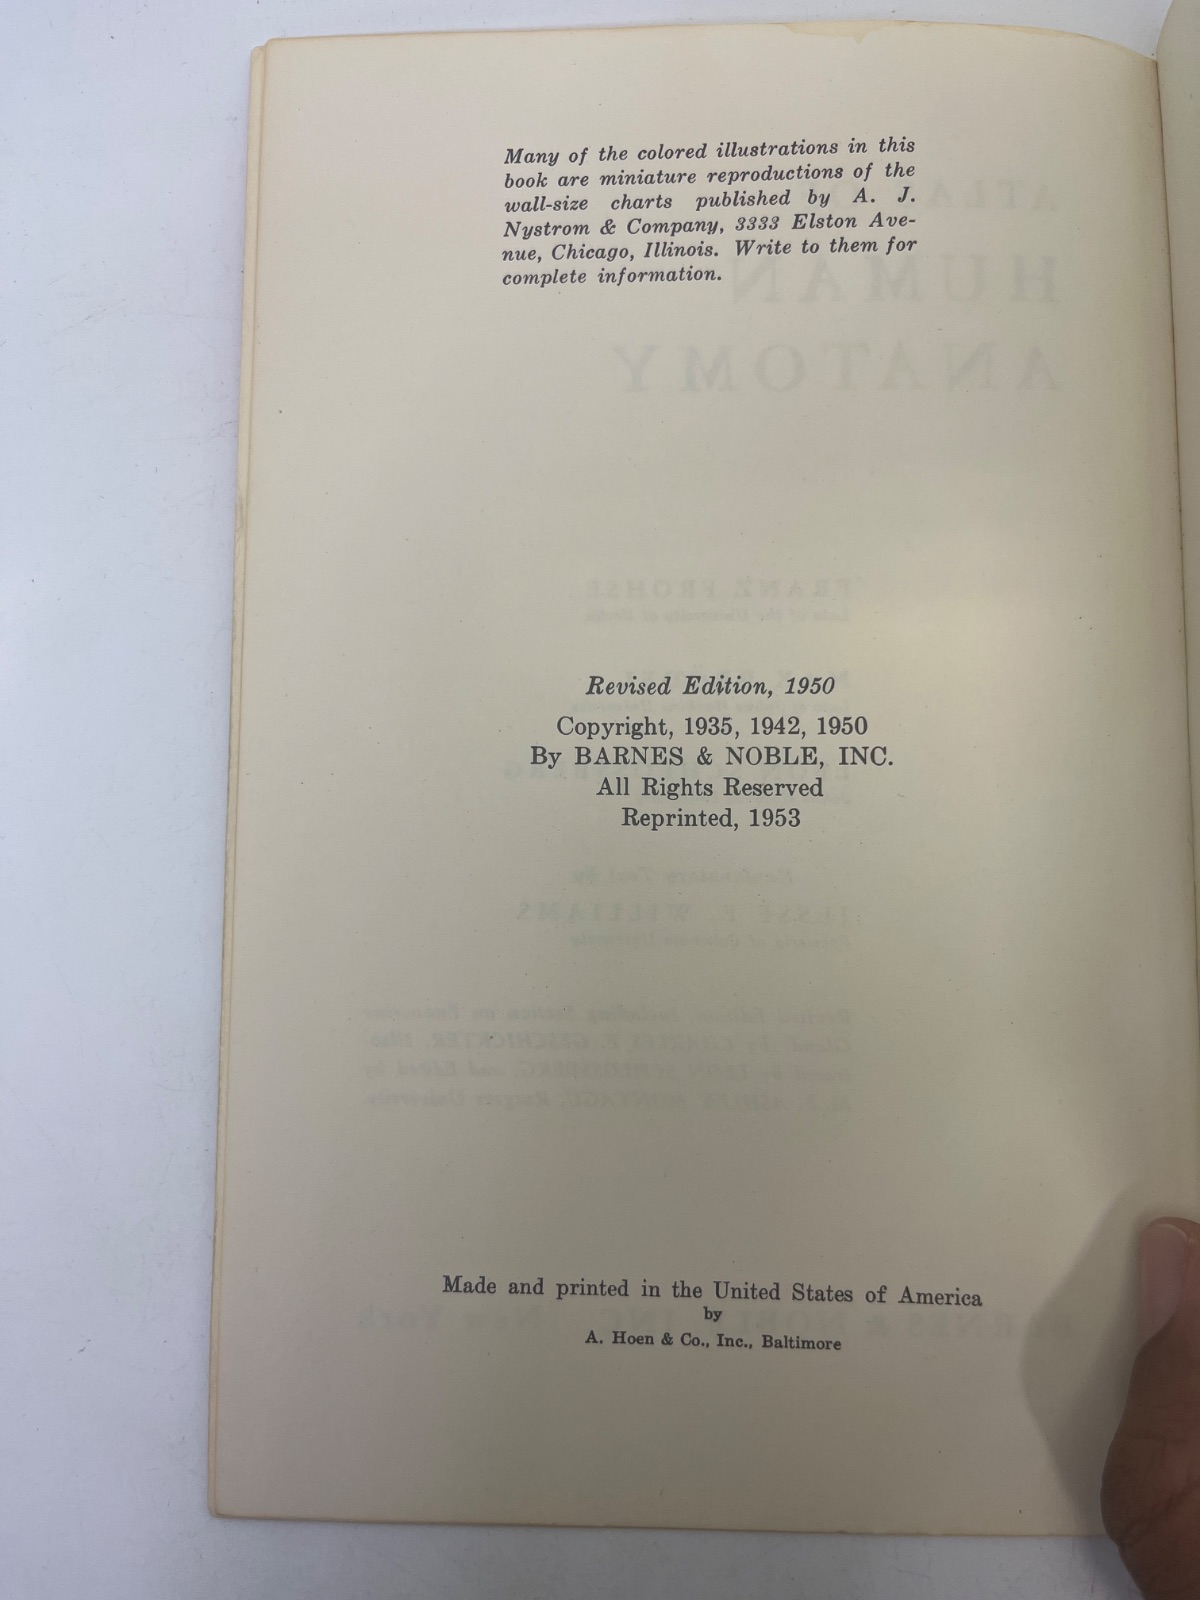 Many of the colored illustrations in this
book are miniature reproductions of the
wall-size charts published by A. J.
Nystrom & Company, 3333 Elston Ave-
nue, Chicago, Illinois. Write to them for
complete information.
Revised Edition, 1950
Copyright, 1935, 1942, 1950
By BARNES & NOBLE, INC.
All Rights Reserved
Reprinted, 1953
Made and printed in the United States of America
by
A. Hoen & Co., Inc., Baltimore